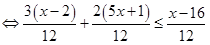 ⇔ 3(x−2)/12 + 2(5x+1)/12 ≤ (x−16)/12